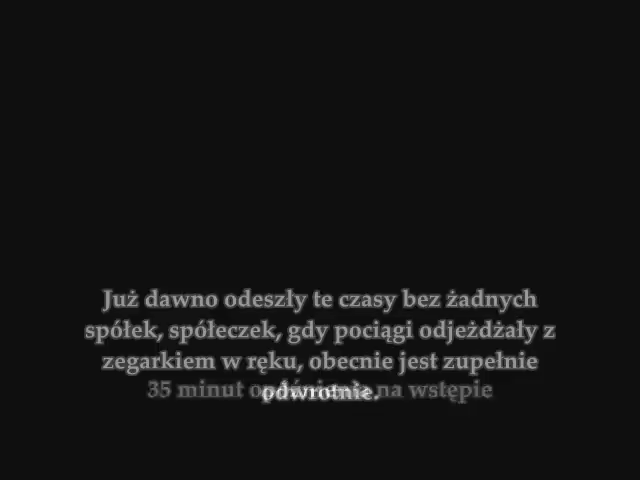 Już dawno odeszły te czasy bez żadnych
spółek, spółeczek, gdy pociągi odjeżdżały z
zegarkiem w ręku, obecnie jest zupełnie
odwrotnie.
35 minut na wstępie